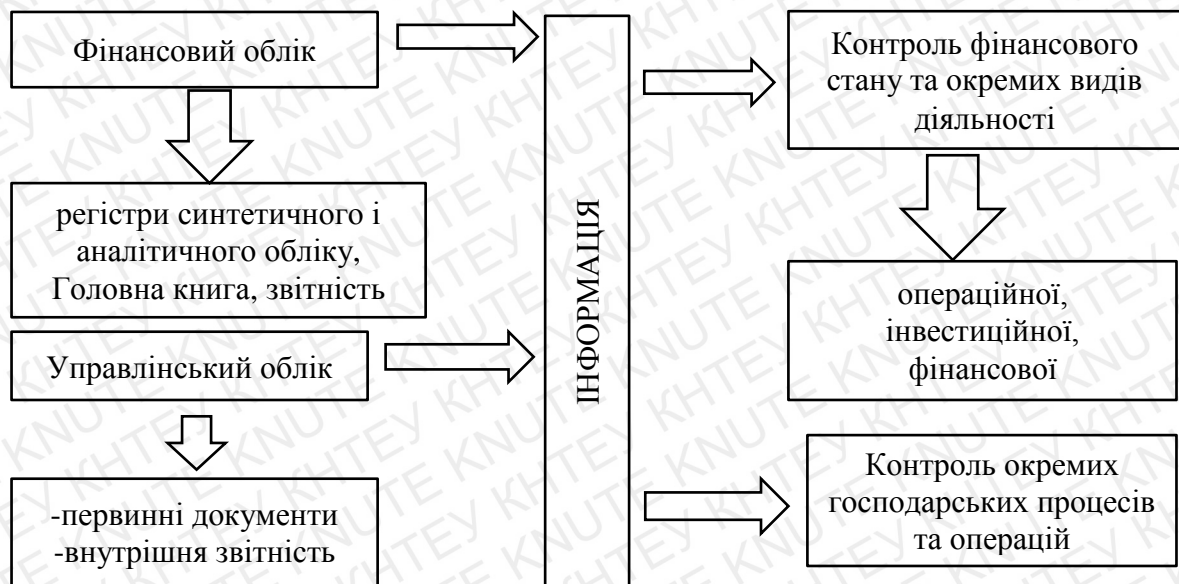 Фінансовий облік
регістри синтетичного і
аналітичного обліку,
Головна книга, звітність
Управлінський облік
-первинні документи
-внутрішня звітність
ІНФОРМАЦІЯ
Контроль фінансового
стану та окремих видів
діяльності
операційної,
інвестиційної,
фінансової
Контроль окремих
господарських процесів
та операцій